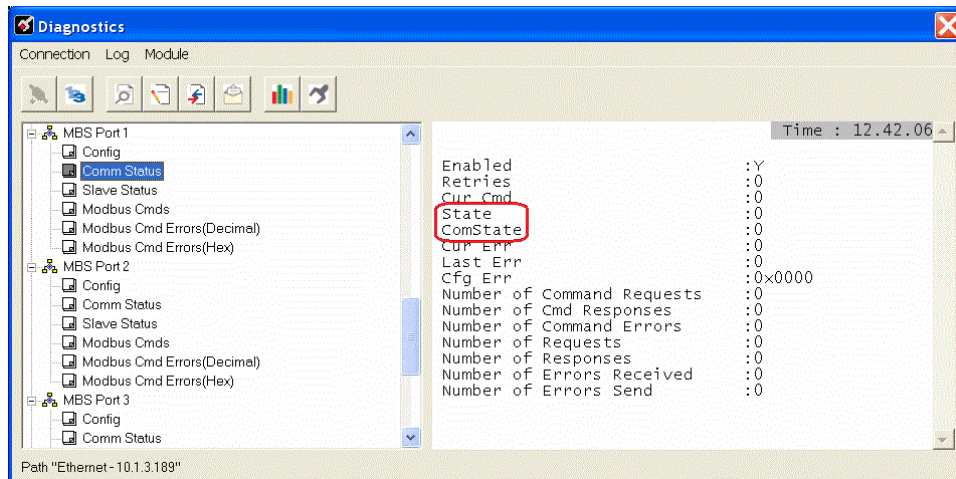 Diagnostics
Connection Log Module
MBS Port 1
Config
Comm Status
Slave Status
Modbus Cmds
Modbus Cmd Errors(Decimal)
Modbus Cmd Errors(Hex)
MBS Port 2
Config
Comm Status
Slave Status
Modbus Cmds
Modbus Cmd Errors(Decimal)
Modbus Cmd Errors(Hex)
MBS Port 3
Config
Comm Status
Time : 12.42.06
Enabled :Y
Retries :0
Cur Cmd :0
State :0
ComState :0
Cur Err :0
Last Err :0
Cfg Err :0x0000
Number of Command Requests :0
Number of Cmd Responses :0
Number of Command Errors :0
Number of Requests :0
Number of Responses :0
Number of Errors Received :0
Number of Errors Send :0
Path "Ethernet - 10.1.3.189"